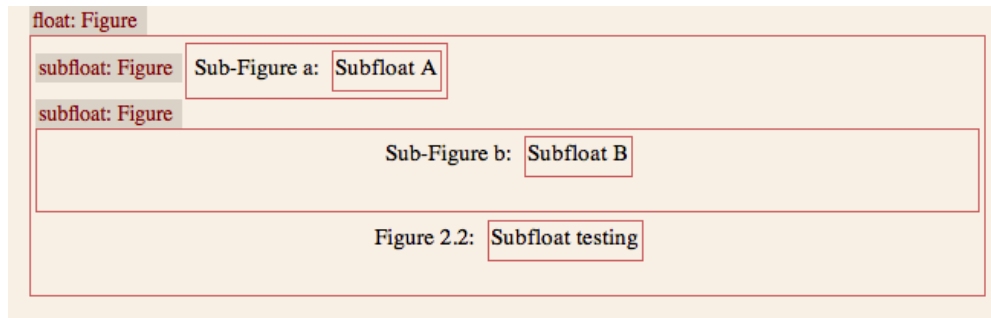 float: Figure
subfloat: Figure Sub-Figure a: Subfloat A
subfloat: Figure
Sub-Figure b: Subfloat B
Figure 2.2: Subfloat testing